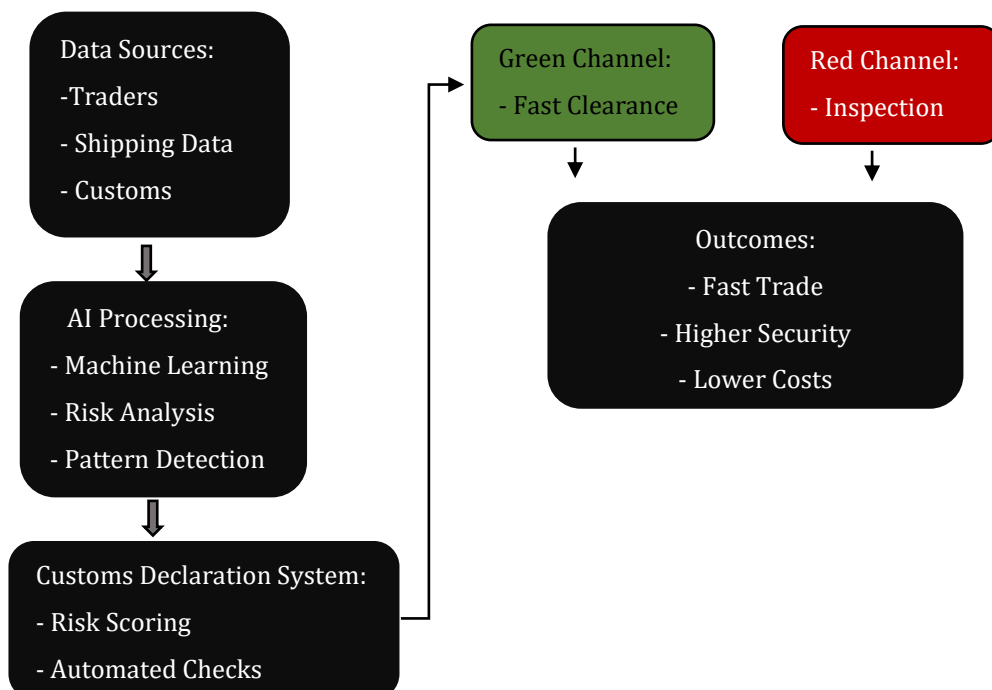 Data Sources:
-Traders
- Shipping Data
- Customs
AI Processing:
- Machine Learning
- Risk Analysis
- Pattern Detection
Customs Declaration System:
- Risk Scoring
- Automated Checks
Green Channel:
- Fast Clearance
Red Channel:
- Inspection
Outcomes:
- Fast Trade
- Higher Security
- Lower Costs